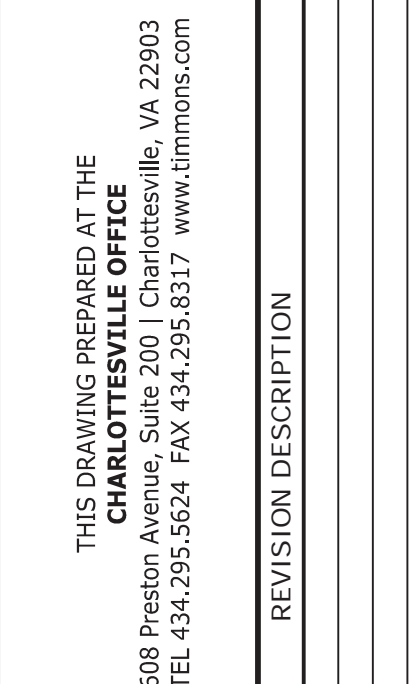 THIS DRAWING PREPARED AT THE
CHARLOTTESVILLE OFFICE
608 Preston Avenue, Suite 200 | Charlottesville, VA 22903
TEL 434.295.5624 FAX 434.295.8317 www.timmons.com
REVISION DESCRIPTION